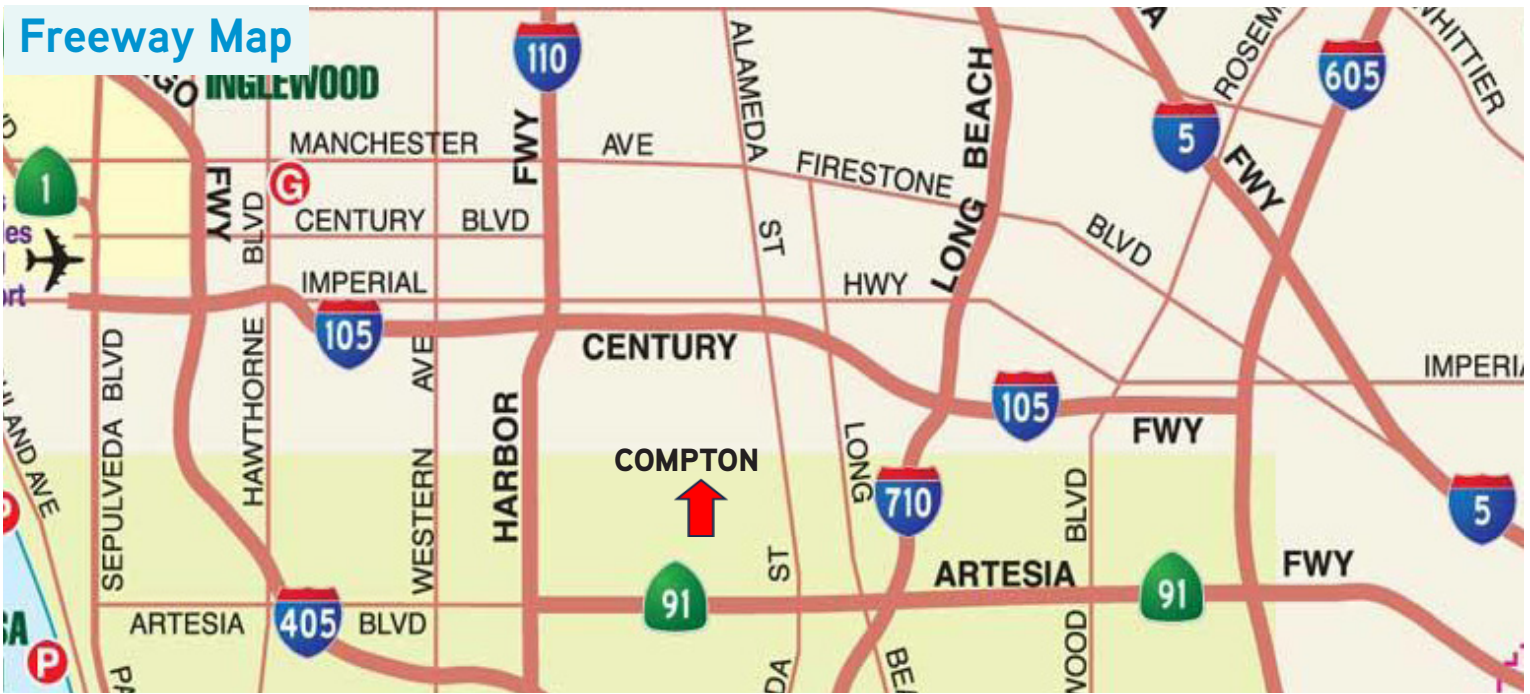 Freeway Map
INGLEWOOD
110
FWY
ALAMEDA
ST
LONG BEACH
605
WHITTIER
5
FWY
MANCHESTER AVE
FIRESTONE BLVD
1
G
FWY
CENTURY BLVD
IMPERIAL HWY
LONG BEACH
105
CENTURY
105
FWY
IMPERIA
SEPULVEDA BLVD
HAWTHORNE BLVD
WESTERN AVE
HARBOR
COMPTON
LONG
710
BLVD
5
ST
91
ARTESIA
91
FWY
ARTESIA BLVD
405
P